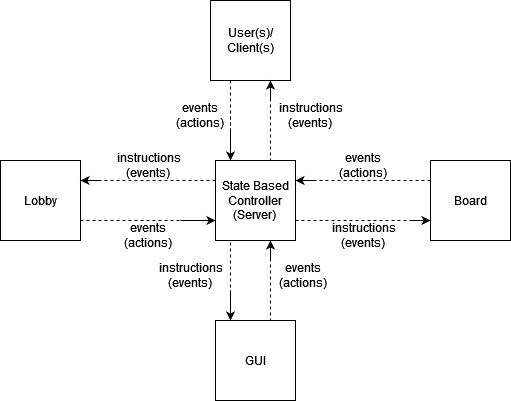 User(s)/
Client(s)
events
(actions)
instructions
(events)
instructions
(events)
events
(actions)
Lobby
State Based
Controller
(Server)
Board
events
(actions)
instructions
(events)
instructions
(events)
events
(actions)
GUI